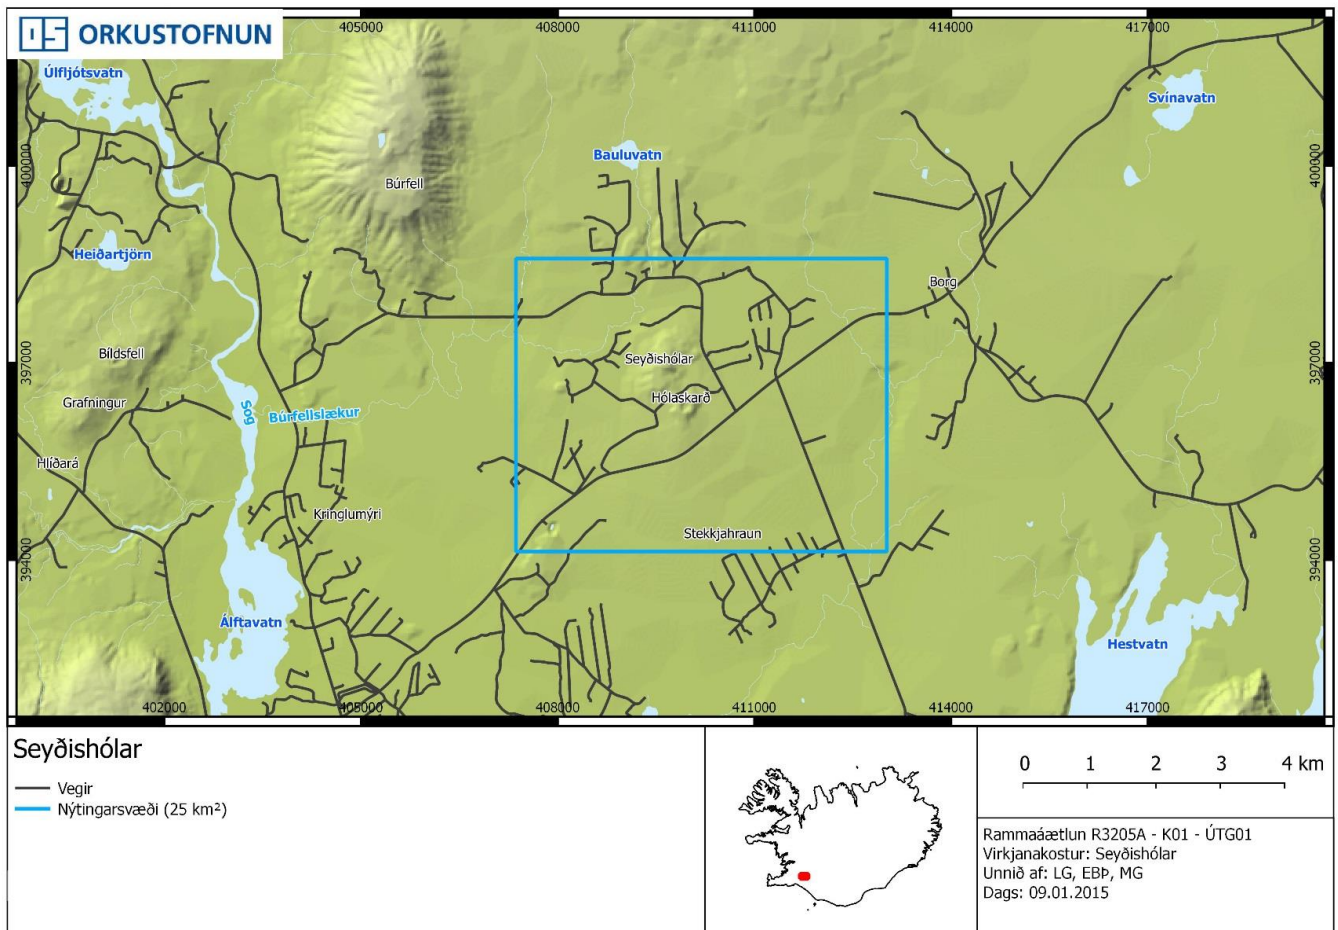 OS ORKUSTOFNUN
405000
408000
411000
414000
417000
Úlfljótsvatn
Svínavatn
Bauluvatn
400000
400000
Búrfell
Heiðartjörn
Borg
Bíldsfell
Seyðishólar
397000
397000
Grafningur
Hólaskarð
Sog
Búrfellslækur
Hlíðará
Kringlumýri
Stekkjahraun
394000
394000
Álftavatn
Hestvatn
402000
405000
408000
411000
414000
417000
Seyðishólar
Vegir
Nýtingarsvæði (25 km²)
0 1 2 3 4 km
Rammaáætlun R3205A - K01 - ÚTG01
Virkjanakostur: Seyðishólar
Unnið af: LG, EBÞ, MG
Dags: 09.01.2015